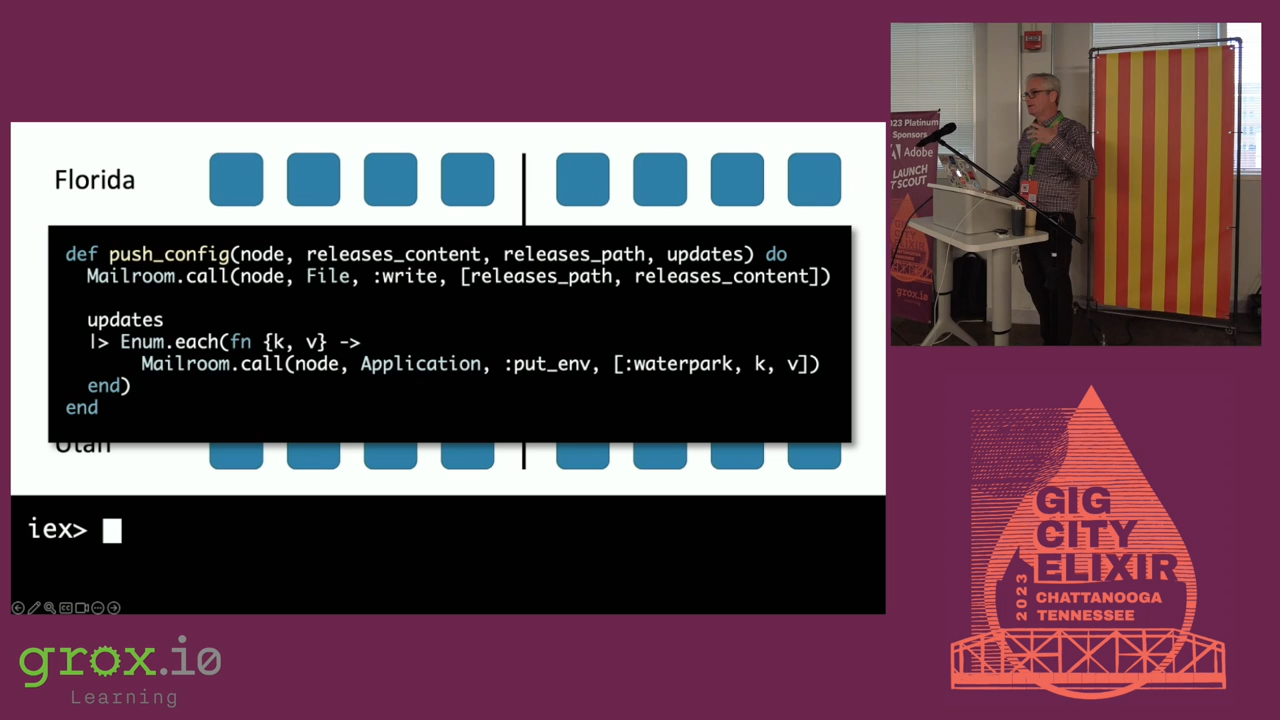 Florida
def push_config(node, releases_content, releases_path, updates) do
  Mailroom.call(node, File, :write, [releases_path, releases_content])

  updates
  |> Enum.each(fn {k, v} ->
       Mailroom.call(node, Application, :put_env, [:waterpark, k, v])
  end)
end
Utah
iex>
grox.io
Learning
2023 Platinum
Sponsors
Adobe
LAUNCH
SCOUT
grox.io
GIG
CITY
ELIXIR
2023
CHATTANOOGA
TENNESSEE